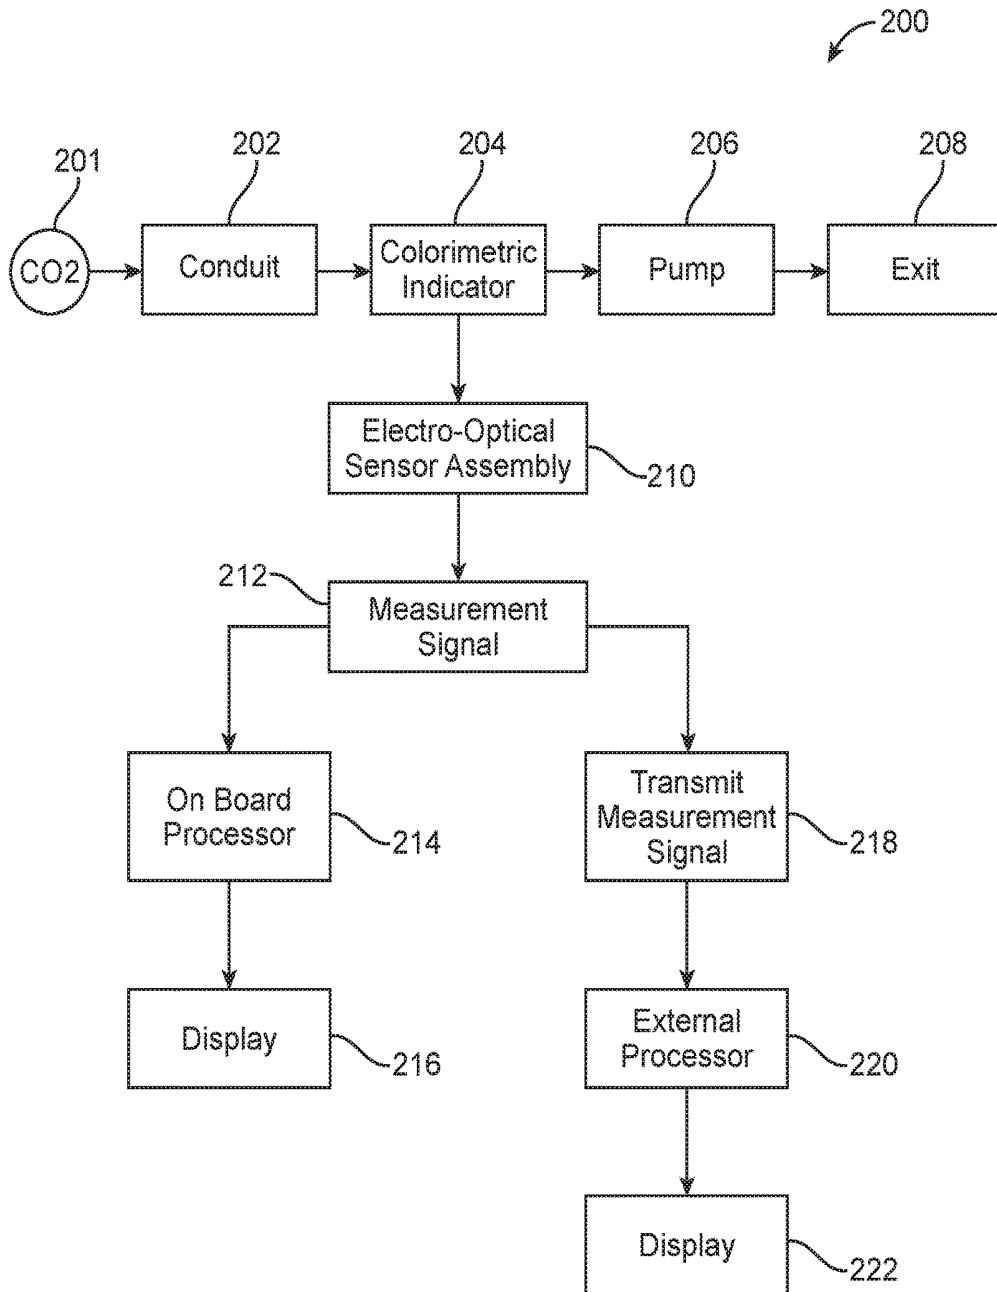 200
201
202
204
206
208
CO2
Conduit
Colorimetric
Indicator
Pump
Exit
Electro-Optical
Sensor Assembly
210
212
Measurement
Signal
On Board
Processor
214
Transmit
Measurement
Signal
218
Display
216
External
Processor
220
Display
222